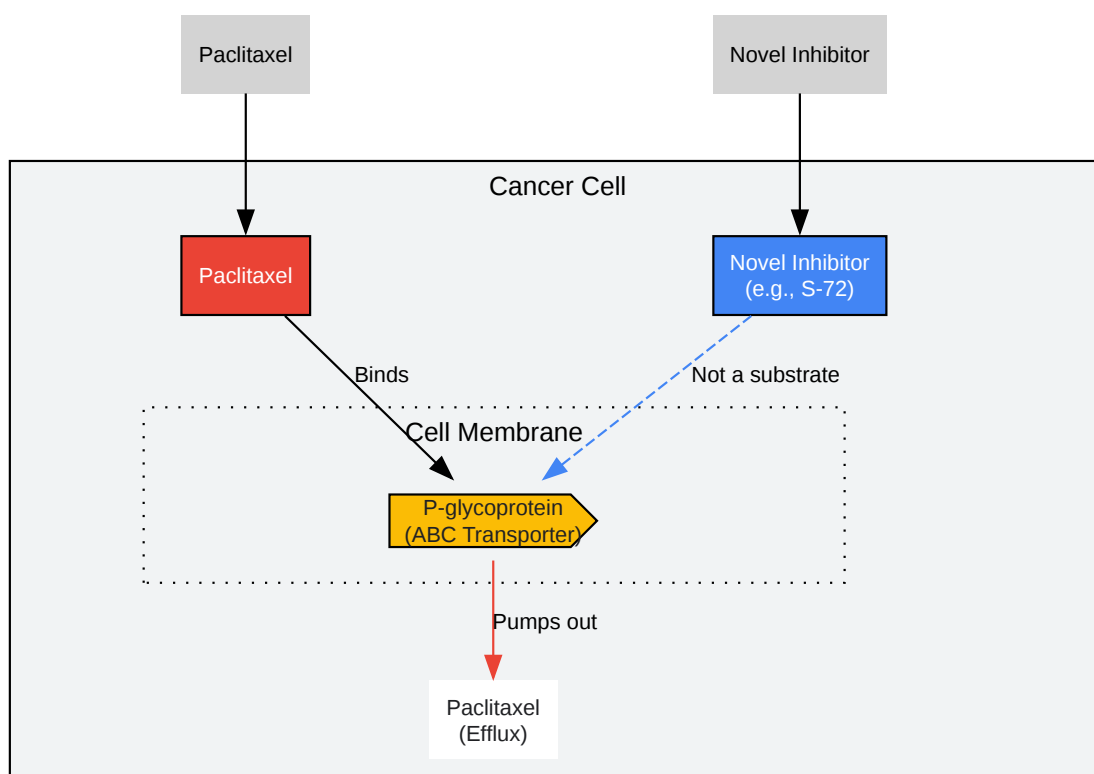 Paclitaxel
Novel Inhibitor
Cancer Cell
Paclitaxel
Novel Inhibitor
(e.g., S-72)
Binds
Not a substrate
Cell Membrane
P-glycoprotein
(ABC Transporter)
Pumps out
Paclitaxel
(Efflux)